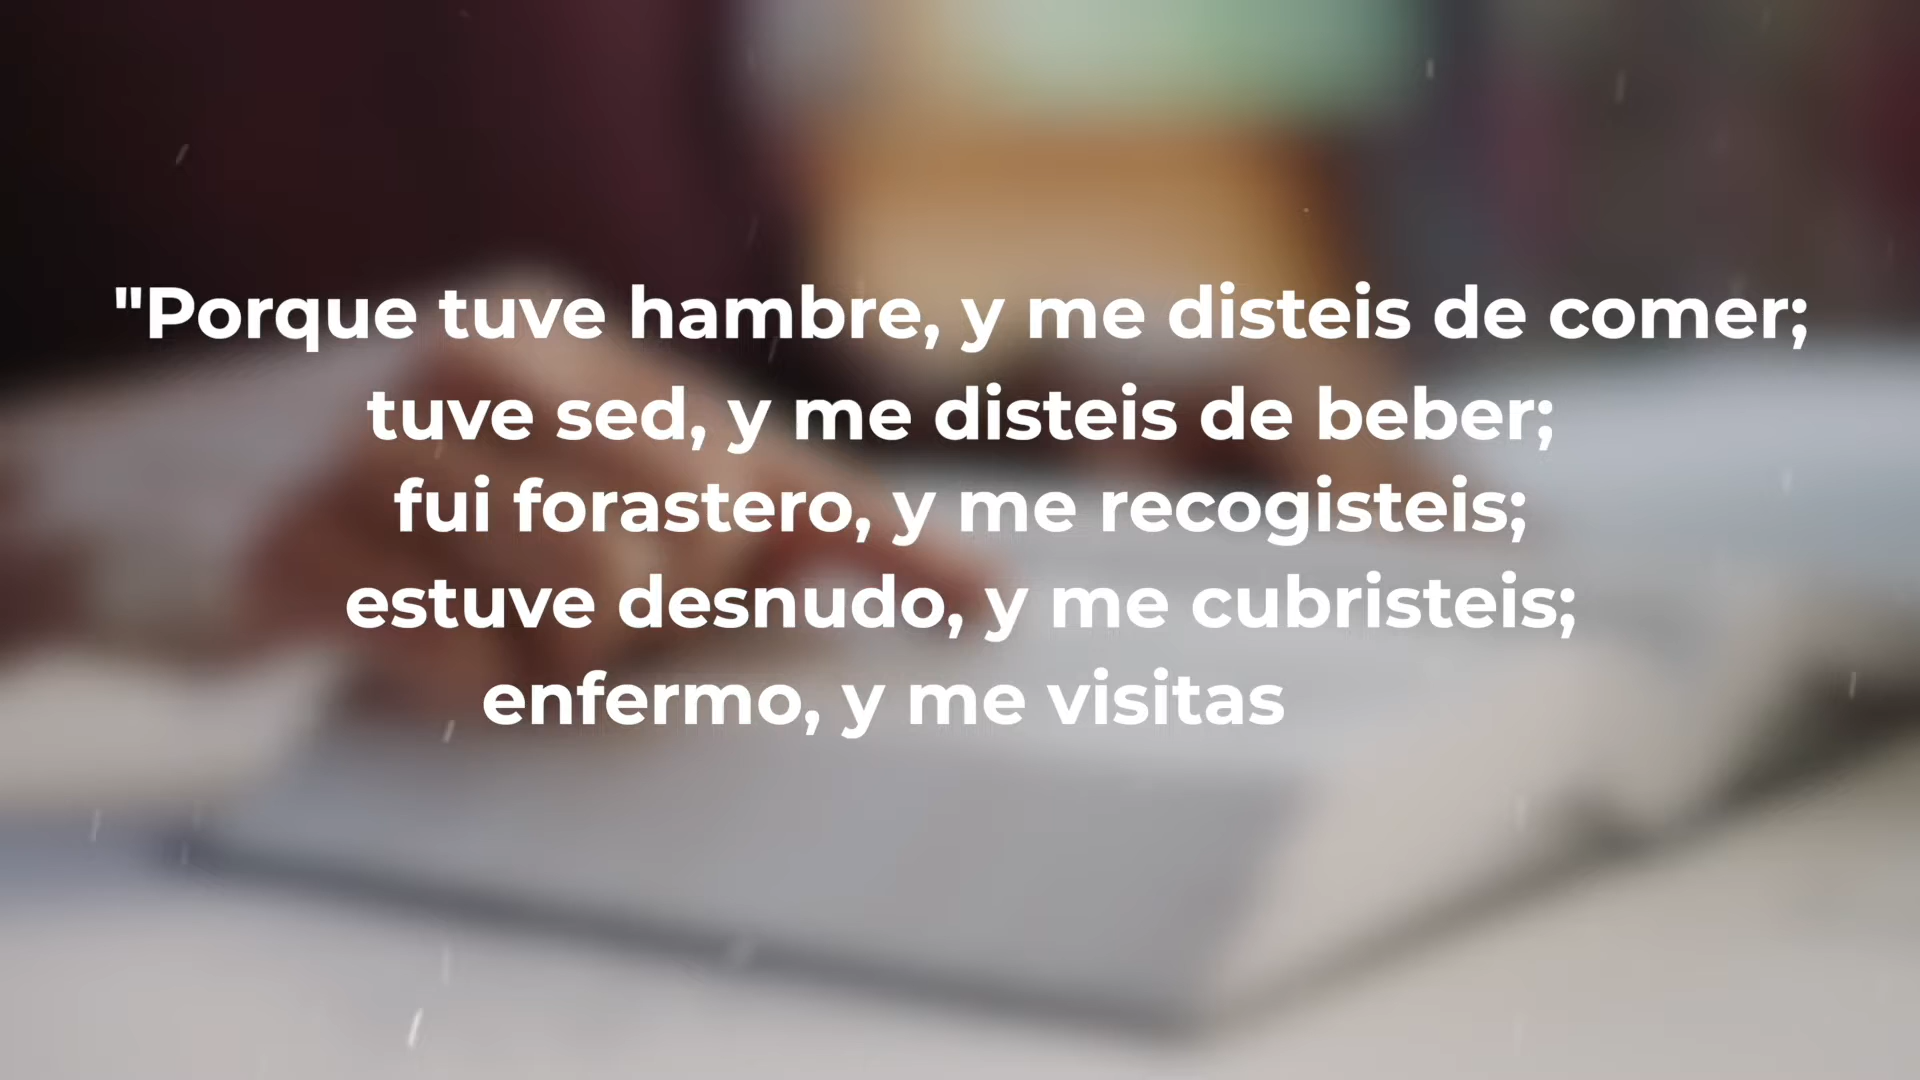 "Porque tuve hambre, y me disteis de comer;
tuve sed, y me disteis de beber;
fui forastero, y me recogisteis;
estuve desnudo, y me cubristeis;
enfermo, y me visitas